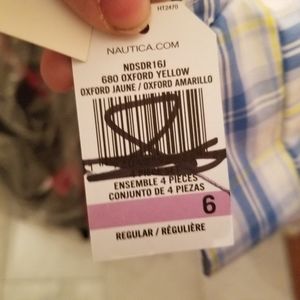 HT2470
NAUTICA.COM
NDSDR16J
680 OXFORD YELLOW
OXFORD JAUNE / OXFORD AMARILLO
ENSEMBLE 4 PIECES
CONJUNTO DE 4 PIEZAS
6
REGULAR / RÉGULIÈRE